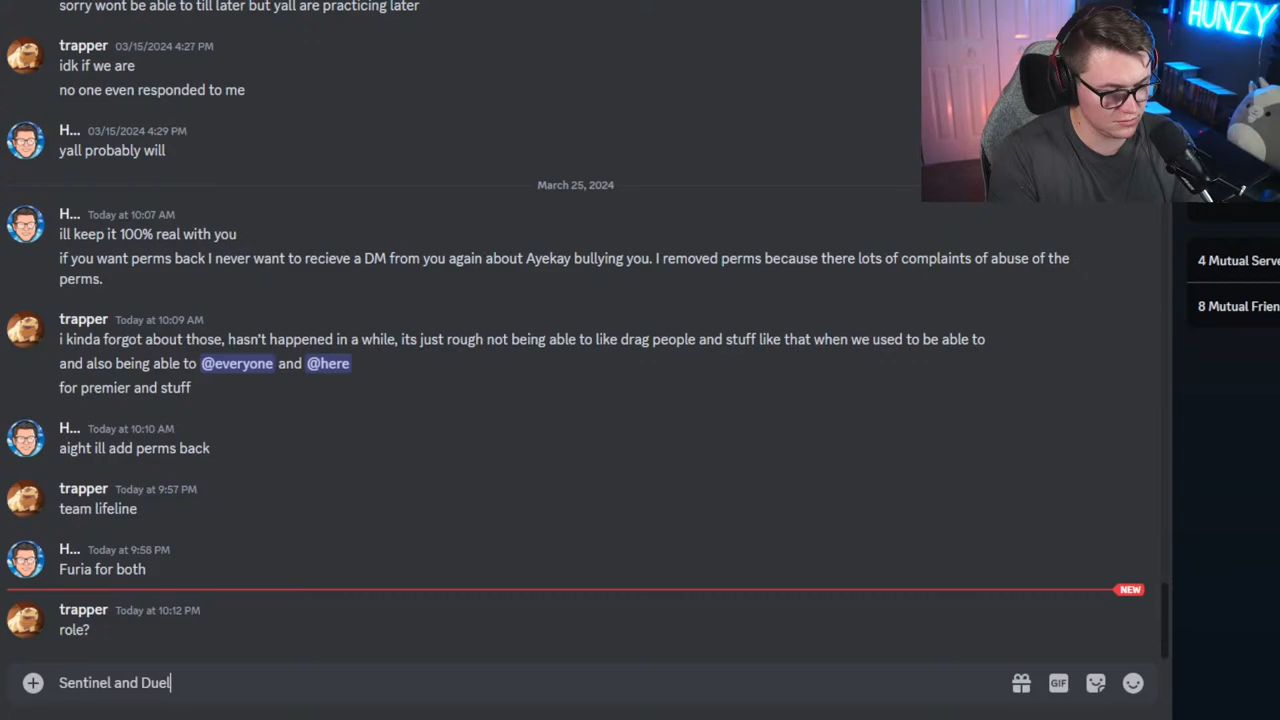 sorry wont be able to till later but yall are practicing later
HUNZY
trapper 03/15/2024 4:27 PM
idk if we are
no one even responded to me
H... 03/15/2024 4:29 PM
yall probably will
March 25, 2024
H... Today at 10:07 AM
ill keep it 100% real with you
if you want perms back I never want to recieve a DM from you again about Ayekay bullying you. I removed perms because there lots of complaints of abuse of the
perms.
4 Mutual Serve
8 Mutual Frien
trapper Today at 10:09 AM
i kinda forgot about those, hasn't happened in a while, its just rough not being able to like drag people and stuff like that when we used to be able to
and also being able to @everyone and @here
for premier and stuff
H... Today at 10:10 AM
aight ill add perms back
trapper Today at 9:57 PM
team lifeline
H... Today at 9:58 PM
Furia for both
NEW
trapper Today at 10:12 PM
role?
Sentinel and Duel
GIF